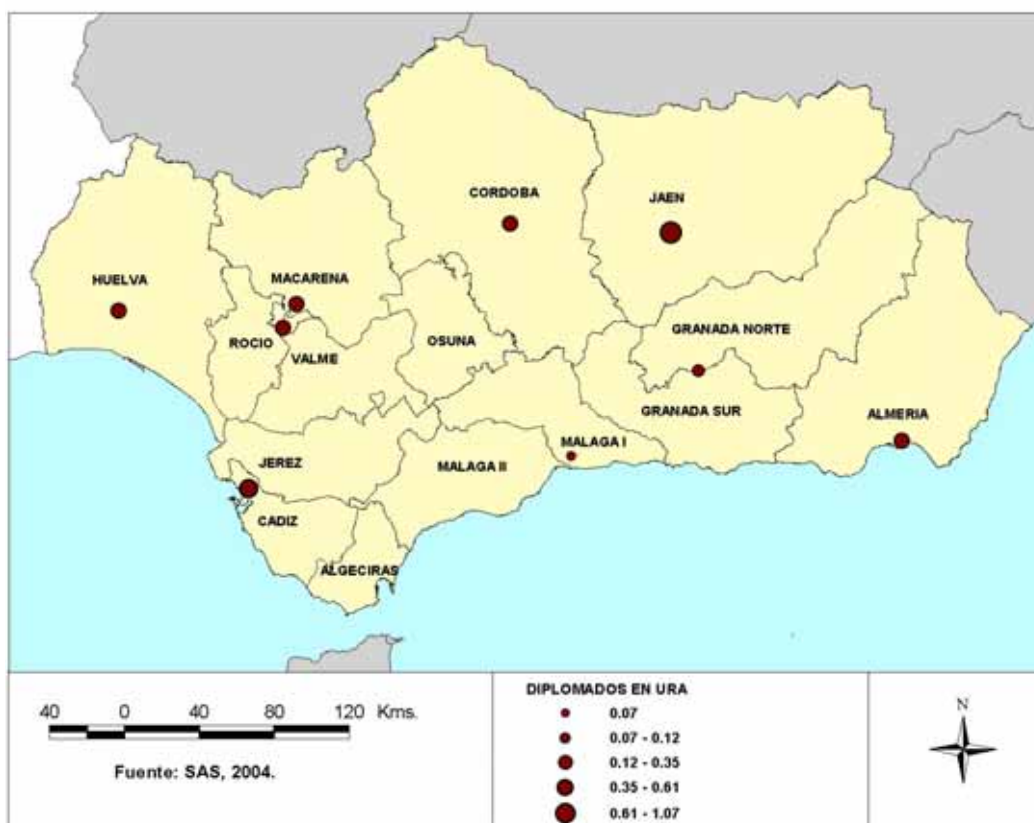 CORDOBA
JAEN
HUELVA
MACARENA
ROCIO
VALME
OSUNA
GRANADA NORTE
GRANADA SUR
ALMERIA
MALAGA I
MALAGA II
JEREZ
CADIZ
ALGECIRAS
40 0 40 80 120 Kms.
Fuente: SAS, 2004.
DIPLOMADOS EN URA
0.07
0.07 - 0.12
0.12 - 0.35
0.35 - 0.61
0.61 - 1.07
N